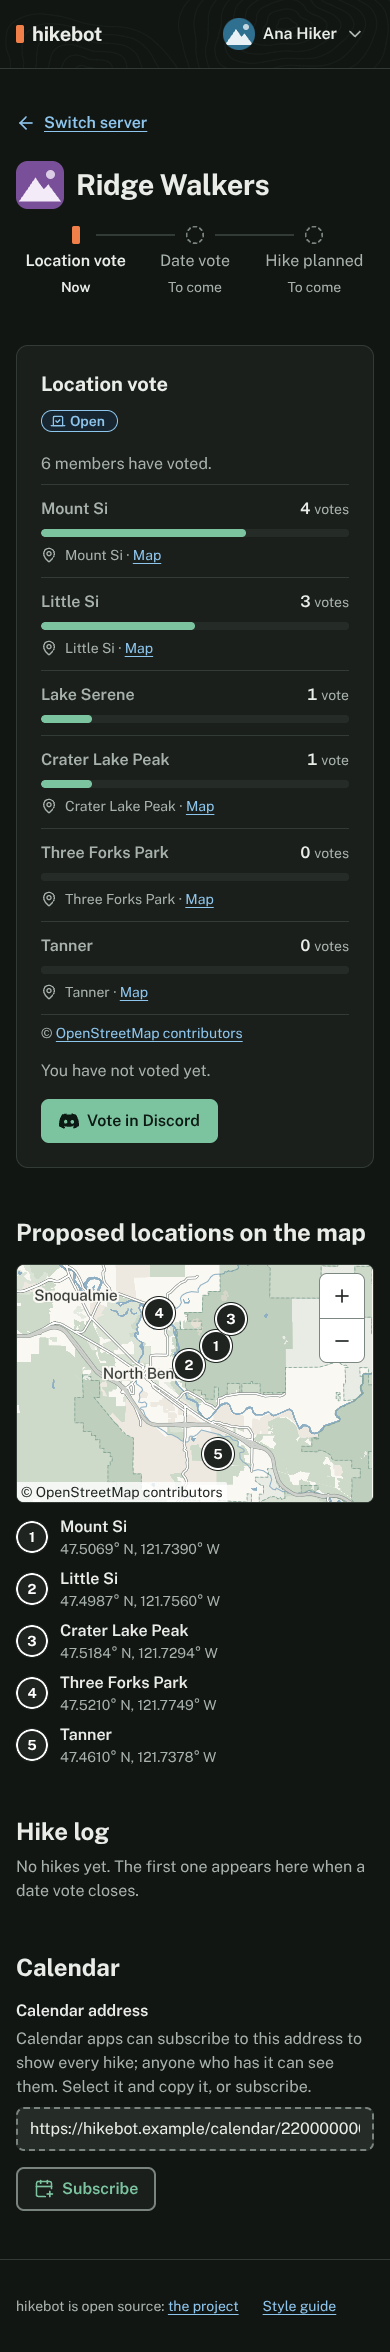 hikebot
Ana Hiker
Switch server
Ridge Walkers
Location vote
Now
Date vote
To come
Hike planned
To come
Location vote
Open
6 members have voted.
Mount Si
4 votes
Mount Si · Map
Little Si
3 votes
Little Si · Map
Lake Serene
1 vote
Crater Lake Peak
1 vote
Crater Lake Peak · Map
Three Forks Park
0 votes
Three Forks Park · Map
Tanner
0 votes
Tanner · Map
© OpenStreetMap contributors
You have not voted yet.
Vote in Discord
Proposed locations on the map
Snoqualmie
4
3
1
North Bend
2
5
+
−
© OpenStreetMap contributors
1 Mount Si
47.5069° N, 121.7390° W
2 Little Si
47.4987° N, 121.7560° W
3 Crater Lake Peak
47.5184° N, 121.7294° W
4 Three Forks Park
47.5210° N, 121.7749° W
5 Tanner
47.4610° N, 121.7378° W
Hike log
No hikes yet. The first one appears here when a
date vote closes.
Calendar
Calendar address
Calendar apps can subscribe to this address to
show every hike; anyone who has it can see
them. Select it and copy it, or subscribe.
https://hikebot.example/calendar/22000000
Subscribe
hikebot is open source: the project
Style guide